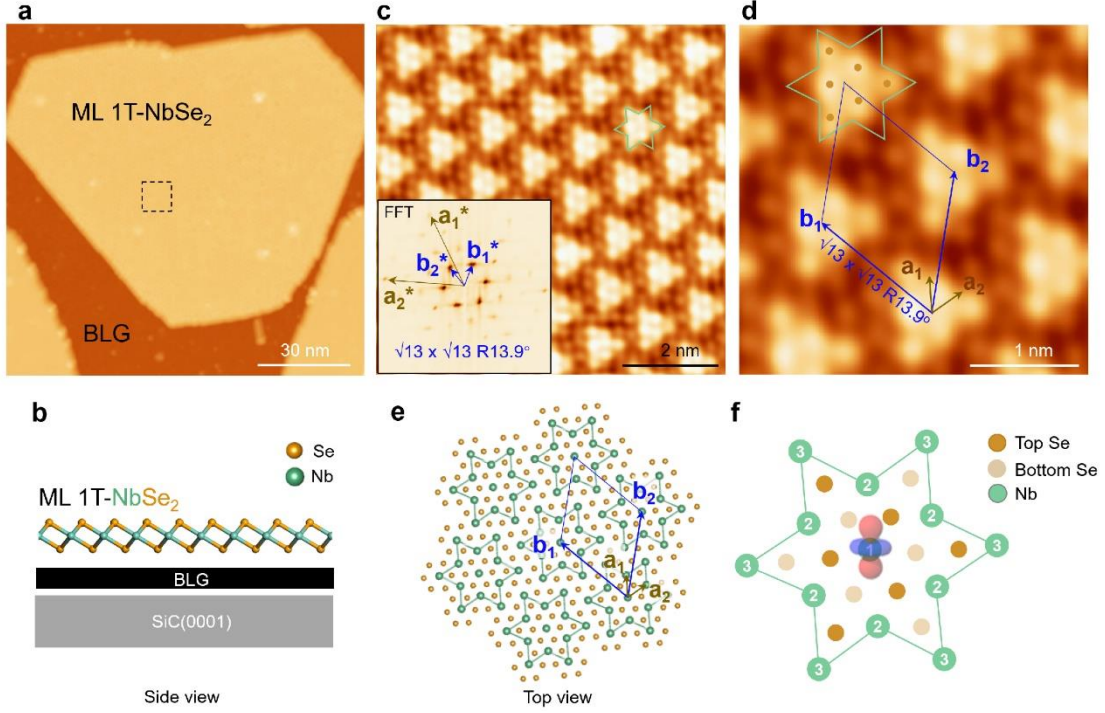 a
ML 1T-NbSe₂
BLG
30 nm
b
Se
Nb
ML 1T-NbSe₂
BLG
SiC(0001)
Side view
c
FFT
a₁*
b₂*
b₁*
a₂*
√13 x √13 R13.9°
2 nm
d
b₂
b₁
a₁
a₂
√13 x √13 R13.9°
1 nm
e
b₂
b₁
a₁
a₂
Top view
f
Top Se
Bottom Se
Nb
3
3
2
2
2
1
3
3
2
2
2
3
3